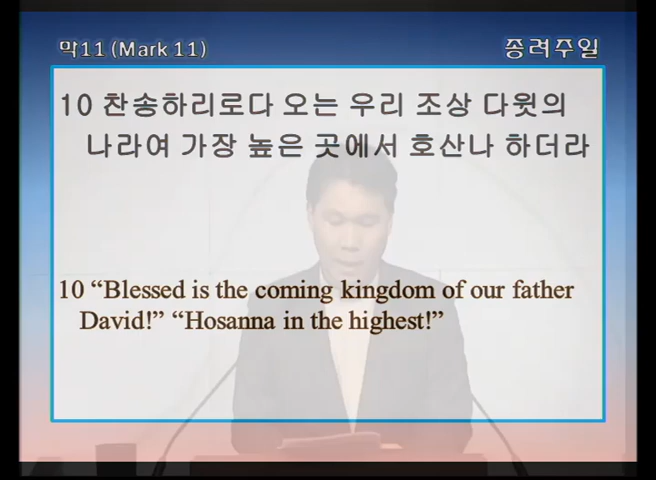 막11 (Mark 11)
종려주일
10 찬송하리로다 오는 우리 조상 다윗의
나라여 가장 높은 곳에서 호산나 하더라
10 “Blessed is the coming kingdom of our father
David!” “Hosanna in the highest!”